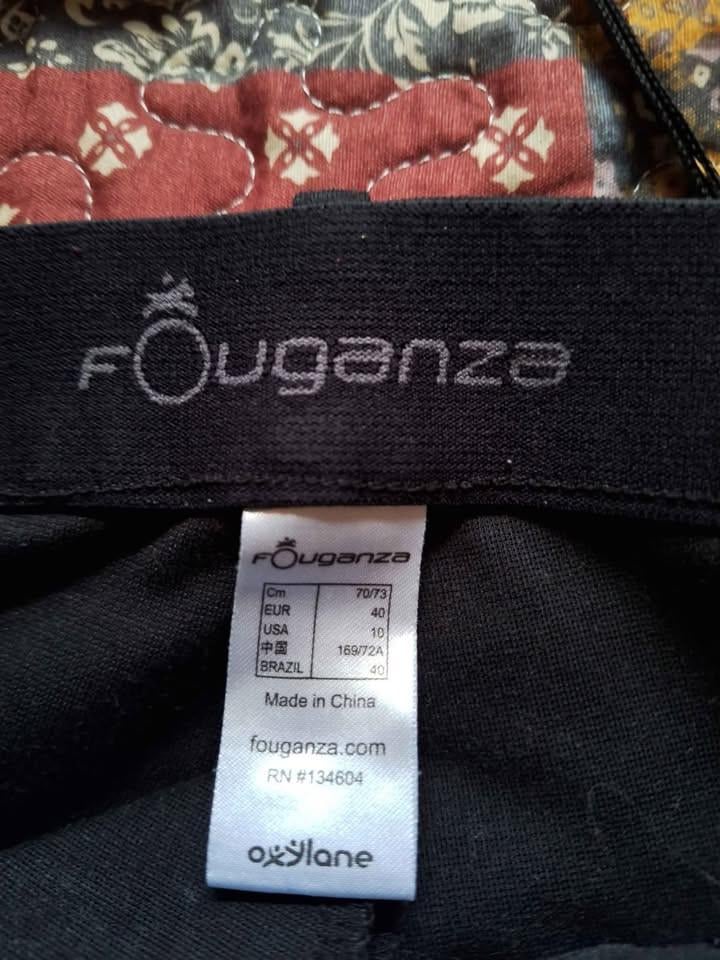 Fouganza
Fouganza
Cm 70/73
EUR 40
USA 10
中国 169/72A
BRAZIL 40
Made in China
fouganza.com
RN #134604
oxylane